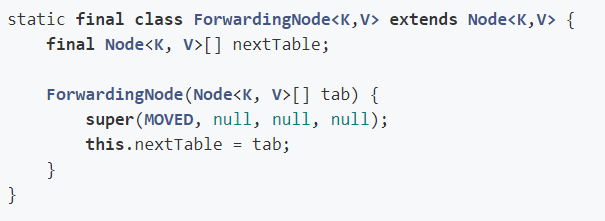 static final class ForwardingNode<K,V> extends Node<K,V> {
    final Node<K, V>[] nextTable;

    ForwardingNode(Node<K, V>[] tab) {
        super(MOVED, null, null, null);
        this.nextTable = tab;
    }
}